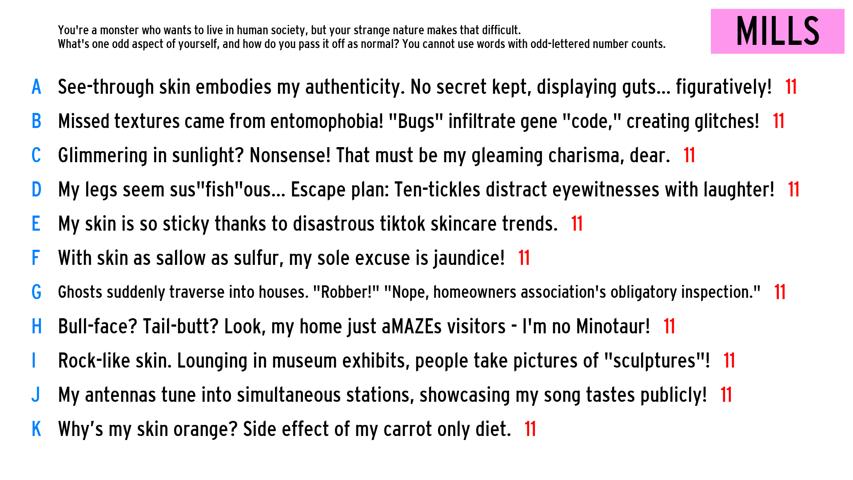 You're a monster who wants to live in human society, but your strange nature makes that difficult.
What's one odd aspect of yourself, and how do you pass it off as normal? You cannot use words with odd-lettered number counts.
MILLS
A See-through skin embodies my authenticity. No secret kept, displaying guts... figuratively! 11
B Missed textures came from entomophobia! "Bugs" infiltrate gene "code," creating glitches! 11
C Glimmering in sunlight? Nonsense! That must be my gleaming charisma, dear. 11
D My legs seem sus"fish"ous... Escape plan: Ten-tickles distract eyewitnesses with laughter! 11
E My skin is so sticky thanks to disastrous tiktok skincare trends. 11
F With skin as sallow as sulfur, my sole excuse is jaundice! 11
G Ghosts suddenly traverse into houses. "Robber!" "Nope, homeowners association's obligatory inspection." 11
H Bull-face? Tail-butt? Look, my home just aMAZEs visitors - I'm no Minotaur! 11
I Rock-like skin. Lounging in museum exhibits, people take pictures of "sculptures"! 11
J My antennas tune into simultaneous stations, showcasing my song tastes publicly! 11
K Why's my skin orange? Side effect of my carrot only diet. 11